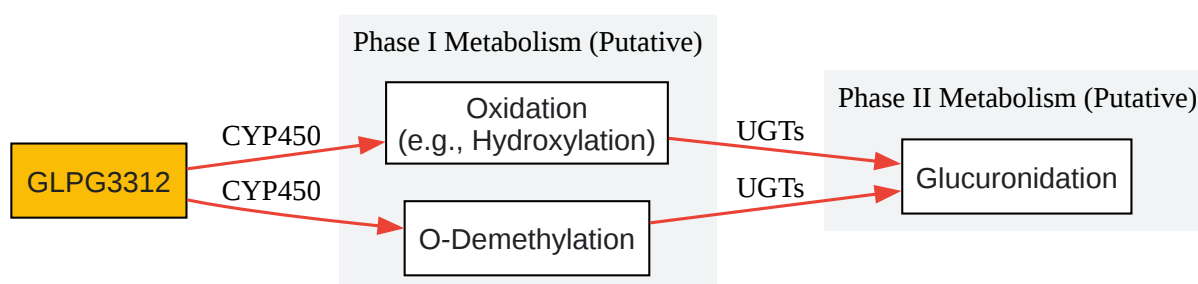 Phase I Metabolism (Putative)
Oxidation
(e.g., Hydroxylation)
O-Demethylation
GLPG3312
CYP450
CYP450
UGTs
UGTs
Phase II Metabolism (Putative)
Glucuronidation